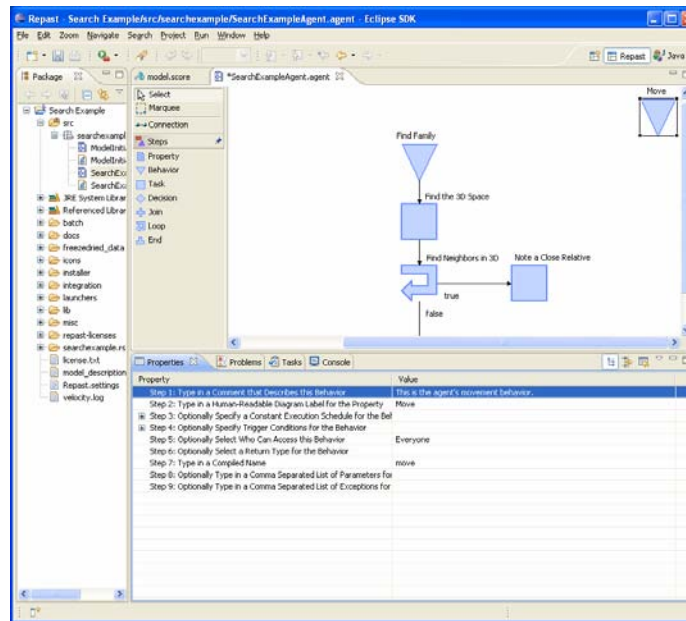 Repast - Search Example/src/searchexample/SearchExampleAgent.agent - Eclipse SDK
File Edit Zoom Navigate Search Project Run Window Help
Repast Java
Package
model.score
*SearchExampleAgent.agent
Search Example
src
searchexampl
ModelIniti
ModelIniti
SearchExa
SearchExa
JRE System Librar
Referenced Librar
batch
docs
freezedried_data
icons
installer
integration
launchers
lib
misc
repast-licenses
searchexample.rs
license.txt
model_description
Repast.settings
velocity.log
Select
Marquee
Connection
Steps
Property
Behavior
Task
Decision
Join
Loop
End
Move
Find Family
Find the 3D Space
Find Neighbors in 3D
Note a Close Relative
true
false
Properties
Problems
Tasks
Console
Property Value
Step 1: Type in a Comment that Describes this Behavior This is the agent's movement behavior.
Step 2: Type in a Human-Readable Diagram Label for the Property Move
Step 3: Optionally Specify a Constant Execution Schedule for the Bel
Step 4: Optionally Specify Trigger Conditions for the Behavior
Step 5: Optionally Select Who Can Access this Behavior Everyone
Step 6: Optionally Select a Return Type for the Behavior
Step 7: Type in a Compiled Name move
Step 8: Optionally Type in a Comma Separated List of Parameters for
Step 9: Optionally Type in a Comma Separated List of Exceptions for